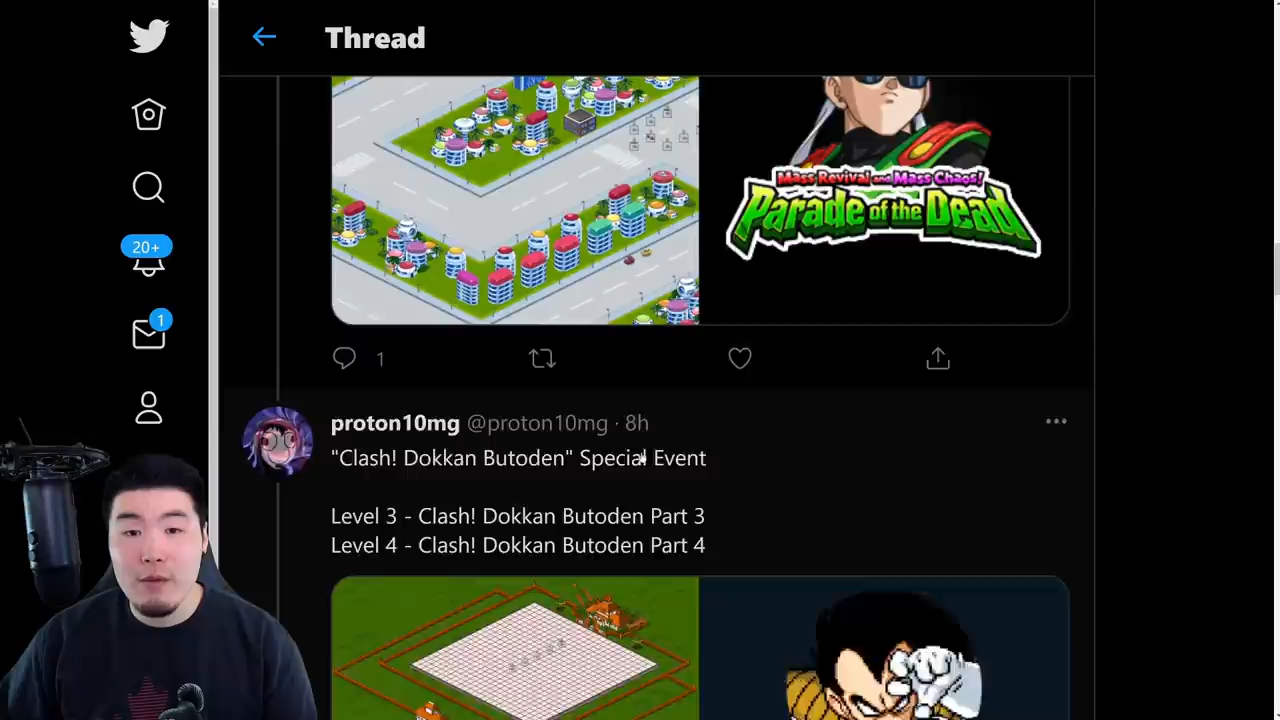 Thread
Mass Revival and Mass Chaos!
Parade of the Dead
20+
1
1
proton10mg @proton10mg · 8h
"Clash! Dokkan Butoden" Special Event
Level 3 - Clash! Dokkan Butoden Part 3
Level 4 - Clash! Dokkan Butoden Part 4